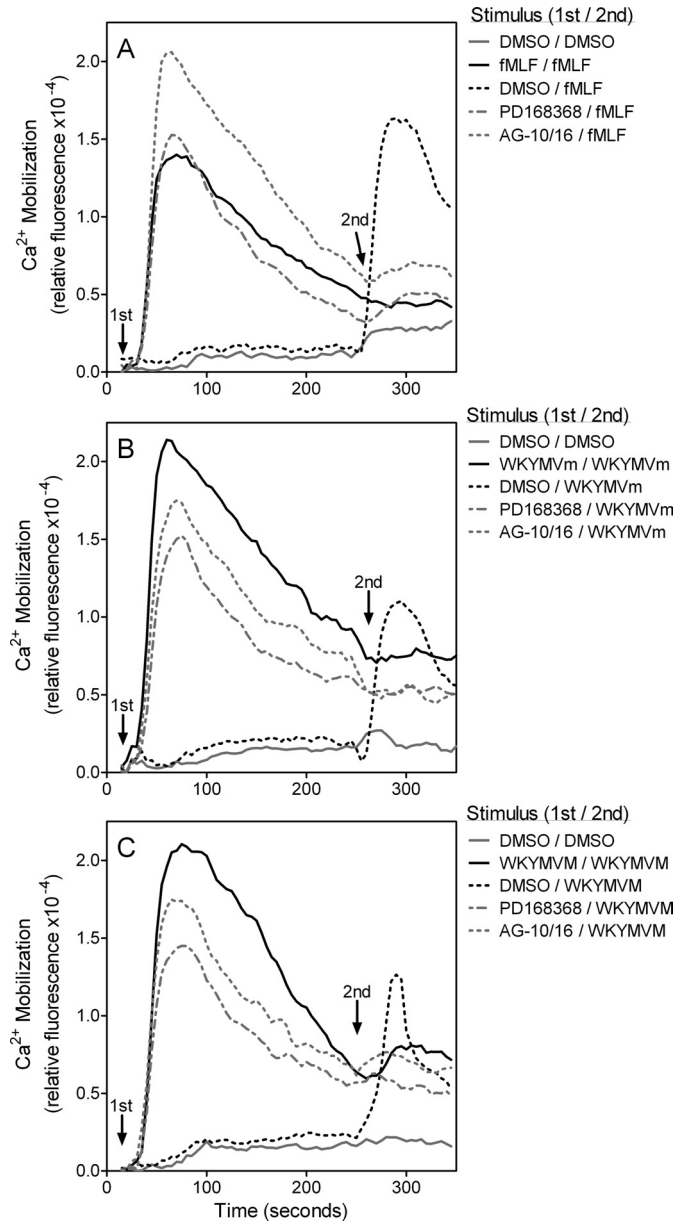 A
Stimulus (1st / 2nd)
DMSO / DMSO
fMLF / fMLF
DMSO / fMLF
PD168368 / fMLF
AG-10/16 / fMLF
Ca2+ Mobilization
(relative fluorescence x10-4)
2.0
1.5
1.0
0.5
0.0
1st
2nd
0
100
200
300
B
Stimulus (1st / 2nd)
DMSO / DMSO
WKYMVm / WKYMVm
DMSO / WKYMVm
PD168368 / WKYMVm
AG-10/16 / WKYMVm
Ca2+ Mobilization
(relative fluorescence x10-4)
2.0
1.5
1.0
0.5
0.0
1st
2nd
0
100
200
300
C
Stimulus (1st / 2nd)
DMSO / DMSO
WKYMVM / WKYMVM
DMSO / WKYMVM
PD168368 / WKYMVM
AG-10/16 / WKYMVM
Ca2+ Mobilization
(relative fluorescence x10-4)
2.0
1.5
1.0
0.5
0.0
1st
2nd
0
100
200
300
Time (seconds)